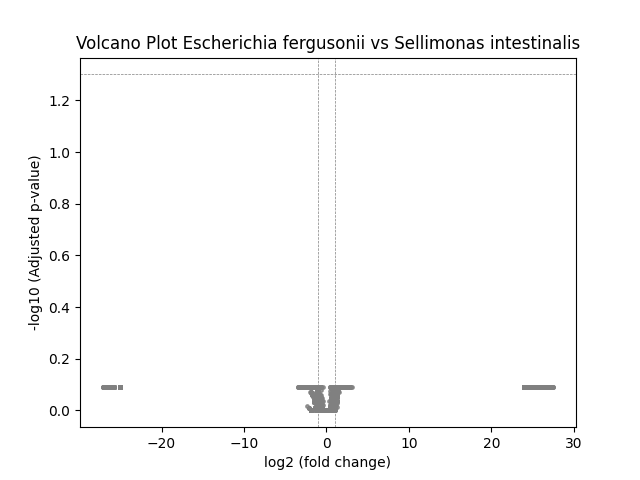 Volcano Plot Escherichia fergusonii vs Sellimonas intestinalis
-log10 (Adjusted p-value)
1.2
1.0
0.8
0.6
0.4
0.2
0.0
−20 −10 0 10 20 30
log2 (fold change)